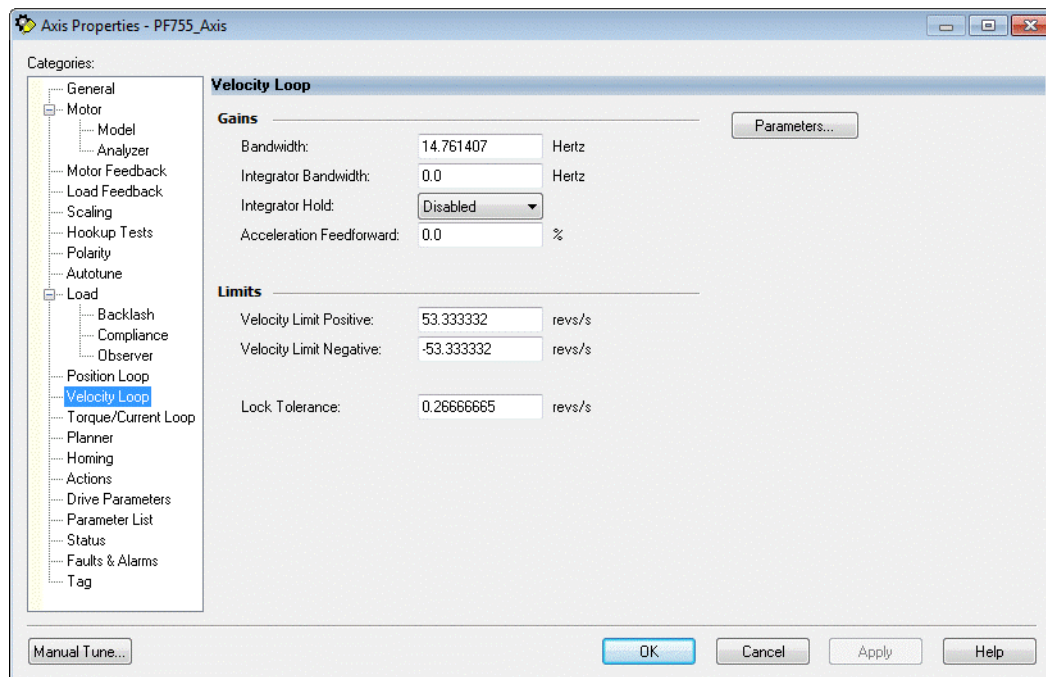 Axis Properties - PF755_Axis
Categories:
General
Motor
Model
Analyzer
Motor Feedback
Load Feedback
Scaling
Hookup Tests
Polarity
Autotune
Load
Backlash
Compliance
Observer
Position Loop
Velocity Loop
Torque/Current Loop
Planner
Homing
Actions
Drive Parameters
Parameter List
Status
Faults & Alarms
Tag
Velocity Loop
Gains
Parameters...
Bandwidth: 14.761407 Hertz
Integrator Bandwidth: 0.0 Hertz
Integrator Hold: Disabled
Acceleration Feedforward: 0.0 %
Limits
Velocity Limit Positive: 53.333332 revs/s
Velocity Limit Negative: -53.333332 revs/s
Lock Tolerance: 0.26666665 revs/s
Manual Tune... OK Cancel Apply Help